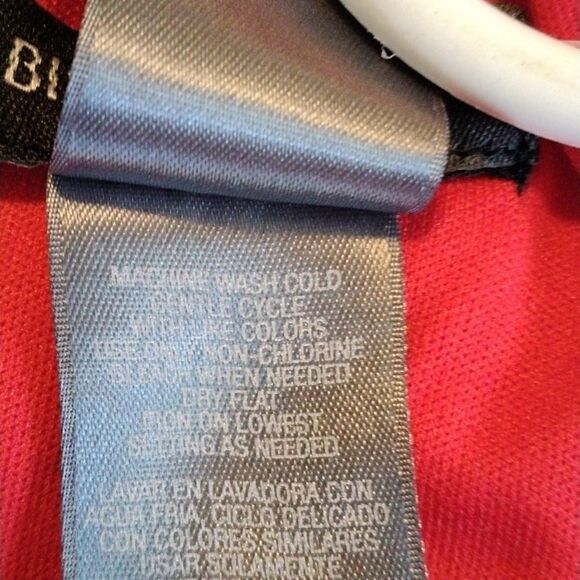 BI
MACHINE WASH COLD
GENTLE CYCLE
WITH LIKE COLORS
USE ONLY NON-CHLORINE
BLEACH WHEN NEEDED
DRY FLAT
IRON ON LOWEST
SETTING AS NEEDED
LAVAR EN LAVADORA CON
AGUA FRIA, CICLO DELICADO
CON COLORES SIMILARES
USAR SOLAMENTE